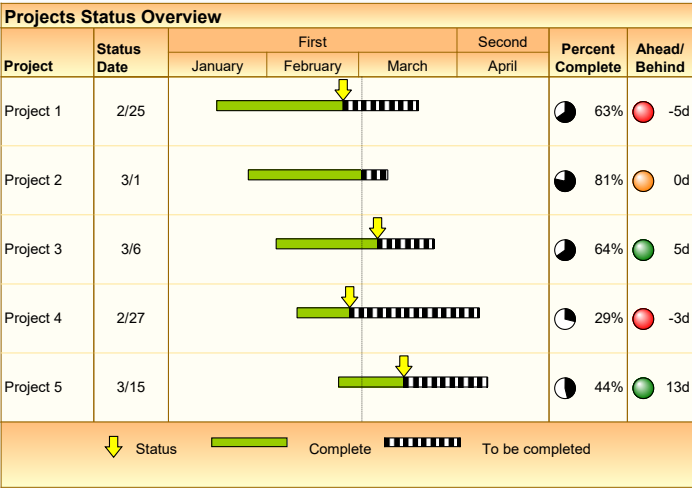 Projects Status Overview
Project Status Date First Second Percent Complete Ahead/ Behind
January February March April
Project 1 2/25 63% -5d
Project 2 3/1 81% 0d
Project 3 3/6 64% 5d
Project 4 2/27 29% -3d
Project 5 3/15 44% 13d
Status Complete To be completed